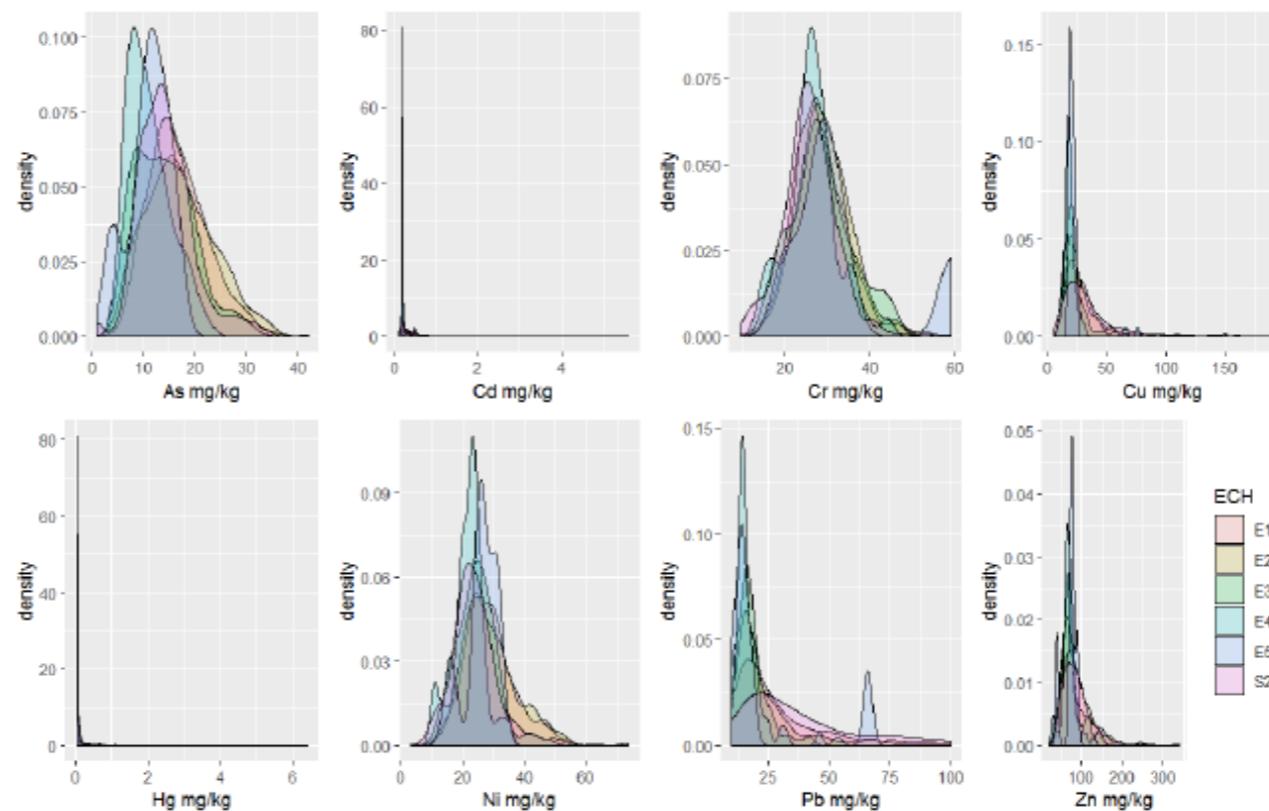 density
0.100
0.075
0.050
0.025
0.000
0 10 20 30 40
As mg/kg
density
80
60
40
20
0
0 2 4
Cd mg/kg
density
0.075
0.050
0.025
0.000
20 40 60
Cr mg/kg
density
0.15
0.10
0.05
0.00
0 50 100 150
Cu mg/kg
density
80
60
40
20
0
0 2 4 6
Hg mg/kg
density
0.09
0.06
0.03
0.00
0 20 40 60
Ni mg/kg
density
0.15
0.10
0.05
0.00
25 50 75 100
Pb mg/kg
density
0.05
0.04
0.03
0.02
0.01
0.00
100 200 300
Zn mg/kg
ECH
E1
E2
E3
E4
E5
S2